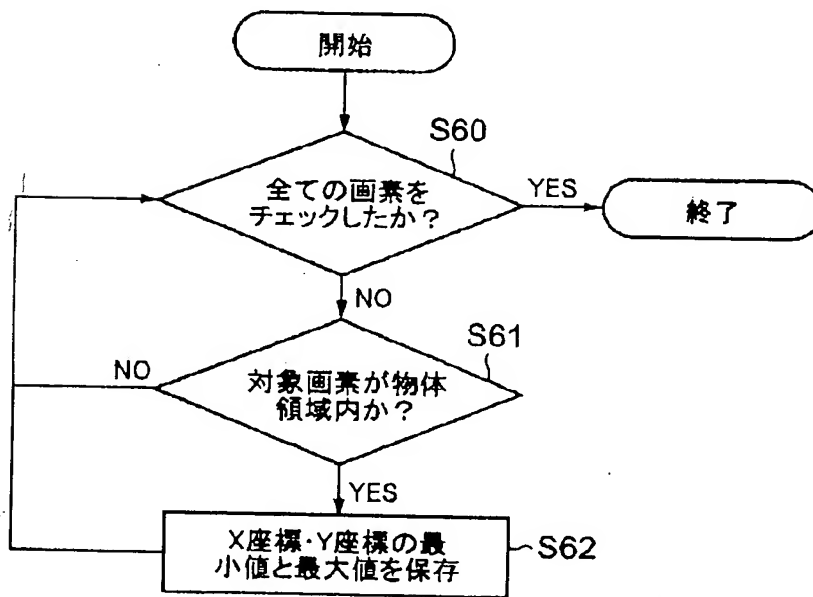 開始
S60
全ての画素を
チェックしたか?
YES
終了
NO
S61
対象画素が物体
領域内か?
NO
YES
X座標・Y座標の最
小値と最大値を保存
S62